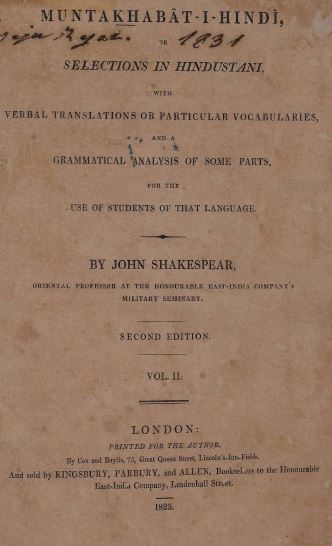 MUNTAKHABĀT-I-HINDĪ,
OR
1831
SELECTIONS IN HINDUSTANI,
WITH
VERBAL TRANSLATIONS OR PARTICULAR VOCABULARIES,
AND A
GRAMMATICAL ANALYSIS OF SOME PARTS,
FOR THE
USE OF STUDENTS OF THAT LANGUAGE.
BY JOHN SHAKESPEAR,
ORIENTAL PROFESSOR AT THE HONOURABLE EAST-INDIA COMPANY'S
MILITARY SEMINARY.
SECOND EDITION.
VOL. II.
LONDON:
PRINTED FOR THE AUTHOR.
By Cox and Baylis, 75, Great Queen Street, Lincoln's-Inn-Fields,
And sold by KINGSBURY, PARBURY, and ALLEN, Booksellers to the Honourable
East-India Company, Leadenhall Street.
1825.